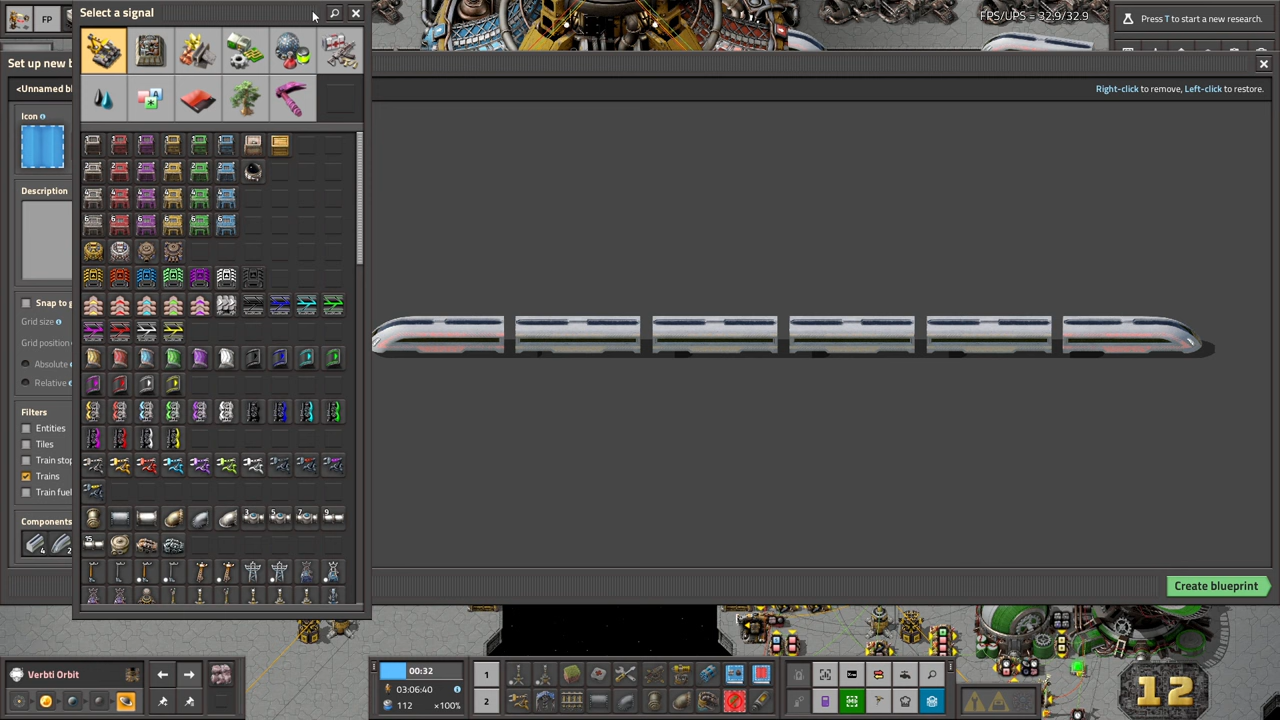 FP
Select a signal
FPS/UPS = 32.9/32.9
Press T to start a new research.
Set up new b
<Unnamed bl
Right-click to remove, Left-click to restore.
Icon
Description
Snap to g
Grid size
Grid position
Absolute
Relative
Filters
Entities
Tiles
Train stop
Trains
Train fuel
Components
4
2
Create blueprint
Verbti Orbit
00:32
03:06:40
112 ×100%
1
2
12